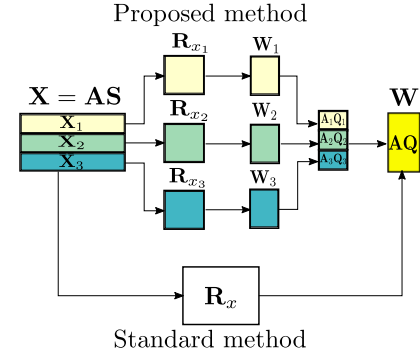 Proposed method
R_{x_1} W_1
X = AS
X_1
A_1Q_1
W
R_{x_2} W_2
X_2
A_2Q_2
AQ
X_3
A_3Q_3
R_{x_3} W_3
R_x
Standard method